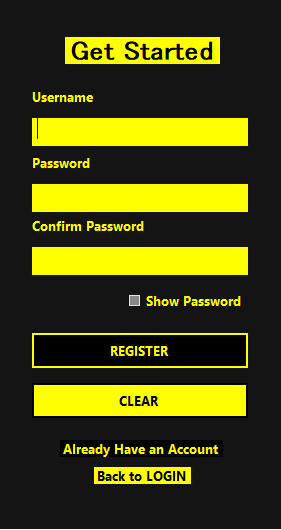 Get Started
Username
Password
Confirm Password
Show Password
REGISTER
CLEAR
Already Have an Account
Back to LOGIN